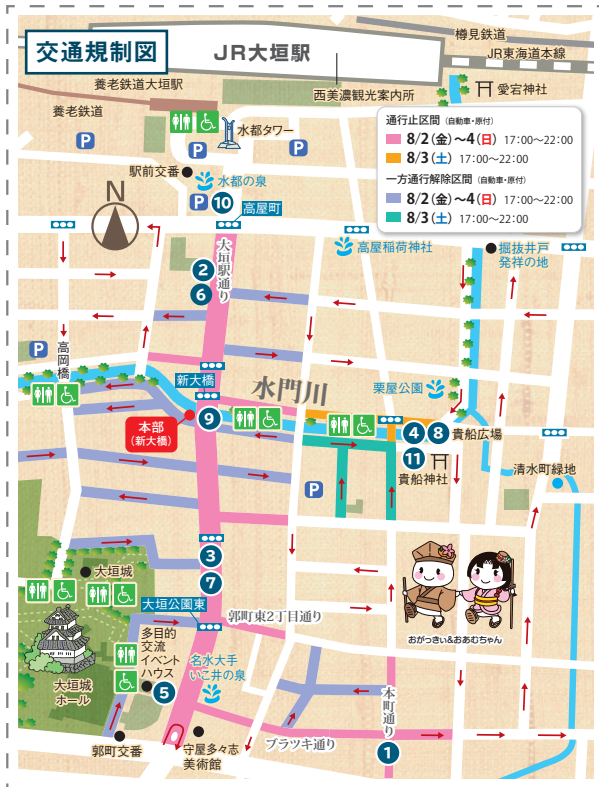 交通規制図
JR大垣駅
樽見鉄道
JR東海道本線
養老鉄道大垣駅
養老鉄道
西美濃観光案内所
愛宕神社
通行止区間（自動車・原付）
8/2（金）〜4（日）17:00〜22:00
8/3（土）17:00〜22:00
一方通行解除区間（自動車・原付）
8/2（金）〜4（日）17:00〜22:00
8/3（土）17:00〜22:00
P
P
P
水都タワー
駅前交番
水都の泉
P
10
N
高屋町
大垣駅通り
高屋稲荷神社
掘抜井戸
発祥の地
2
6
P
高岡橋
新大橋
水門川
栗屋公園
本部
（新大橋）
9
4
8
貴船広場
11
貴船神社
清水町緑地
P
3
7
大垣城
大垣公園東
郭町東2丁目通り
おがっきぃ&おあむちゃん
多目的
交流
イベント
ハウス
名水大手
いこ井の泉
大垣城
ホール
5
本町通り
郭町交番
守屋多々志
美術館
ブラツキ通り
1